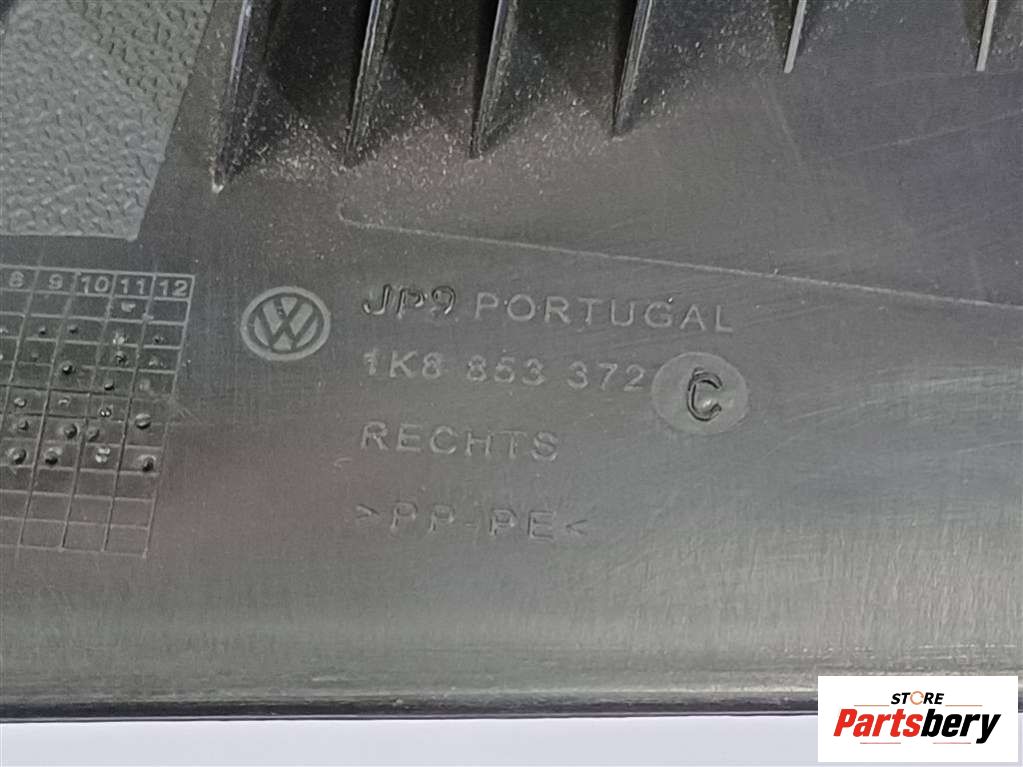 8 9 10 11 12
JP9 PORTUGAL
1K8 853 372 C
RECHTS
>PP-PE<
STORE
Partsbery